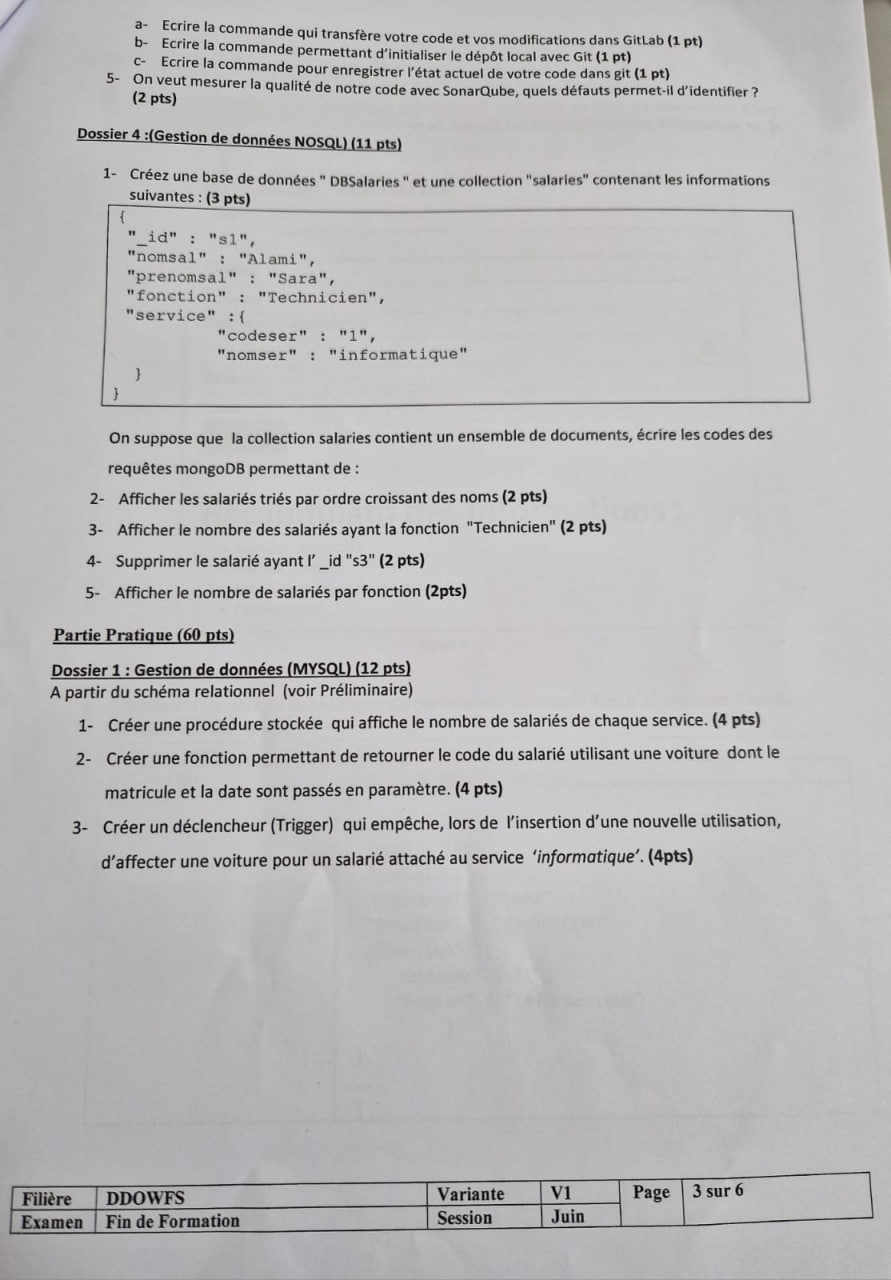 a- Ecrire la commande qui transfère votre code et vos modifications dans GitLab (1 pt)
b- Ecrire la commande permettant d'initialiser le dépôt local avec Git (1 pt)
c- Ecrire la commande pour enregistrer l'état actuel de votre code dans git (1 pt)
5- On veut mesurer la qualité de notre code avec SonarQube, quels défauts permet-il d'identifier ?
(2 pts)
Dossier 4 :(Gestion de données NOSQL) (11 pts)
1- Créez une base de données " DBSalaries " et une collection "salaries" contenant les informations
suivantes : (3 pts)
{
"_id" : "s1",
"nomsal" : "Alami",
"prenomsal" : "Sara",
"fonction" : "Technicien",
"service" :{
"codeser" : "1",
"nomser" : "informatique"
}
}
On suppose que la collection salaries contient un ensemble de documents, écrire les codes des
requêtes mongoDB permettant de :
2- Afficher les salariés triés par ordre croissant des noms (2 pts)
3- Afficher le nombre des salariés ayant la fonction "Technicien" (2 pts)
4- Supprimer le salarié ayant l' _id "s3" (2 pts)
5- Afficher le nombre de salariés par fonction (2pts)
Partie Pratique (60 pts)
Dossier 1 : Gestion de données (MYSQL) (12 pts)
A partir du schéma relationnel (voir Préliminaire)
1- Créer une procédure stockée qui affiche le nombre de salariés de chaque service. (4 pts)
2- Créer une fonction permettant de retourner le code du salarié utilisant une voiture dont le
matricule et la date sont passés en paramètre. (4 pts)
3- Créer un déclencheur (Trigger) qui empêche, lors de l'insertion d'une nouvelle utilisation,
d'affecter une voiture pour un salarié attaché au service 'informatique'. (4pts)
Filière DDOWFS Variante V1 Page 3 sur 6
Examen Fin de Formation Session Juin